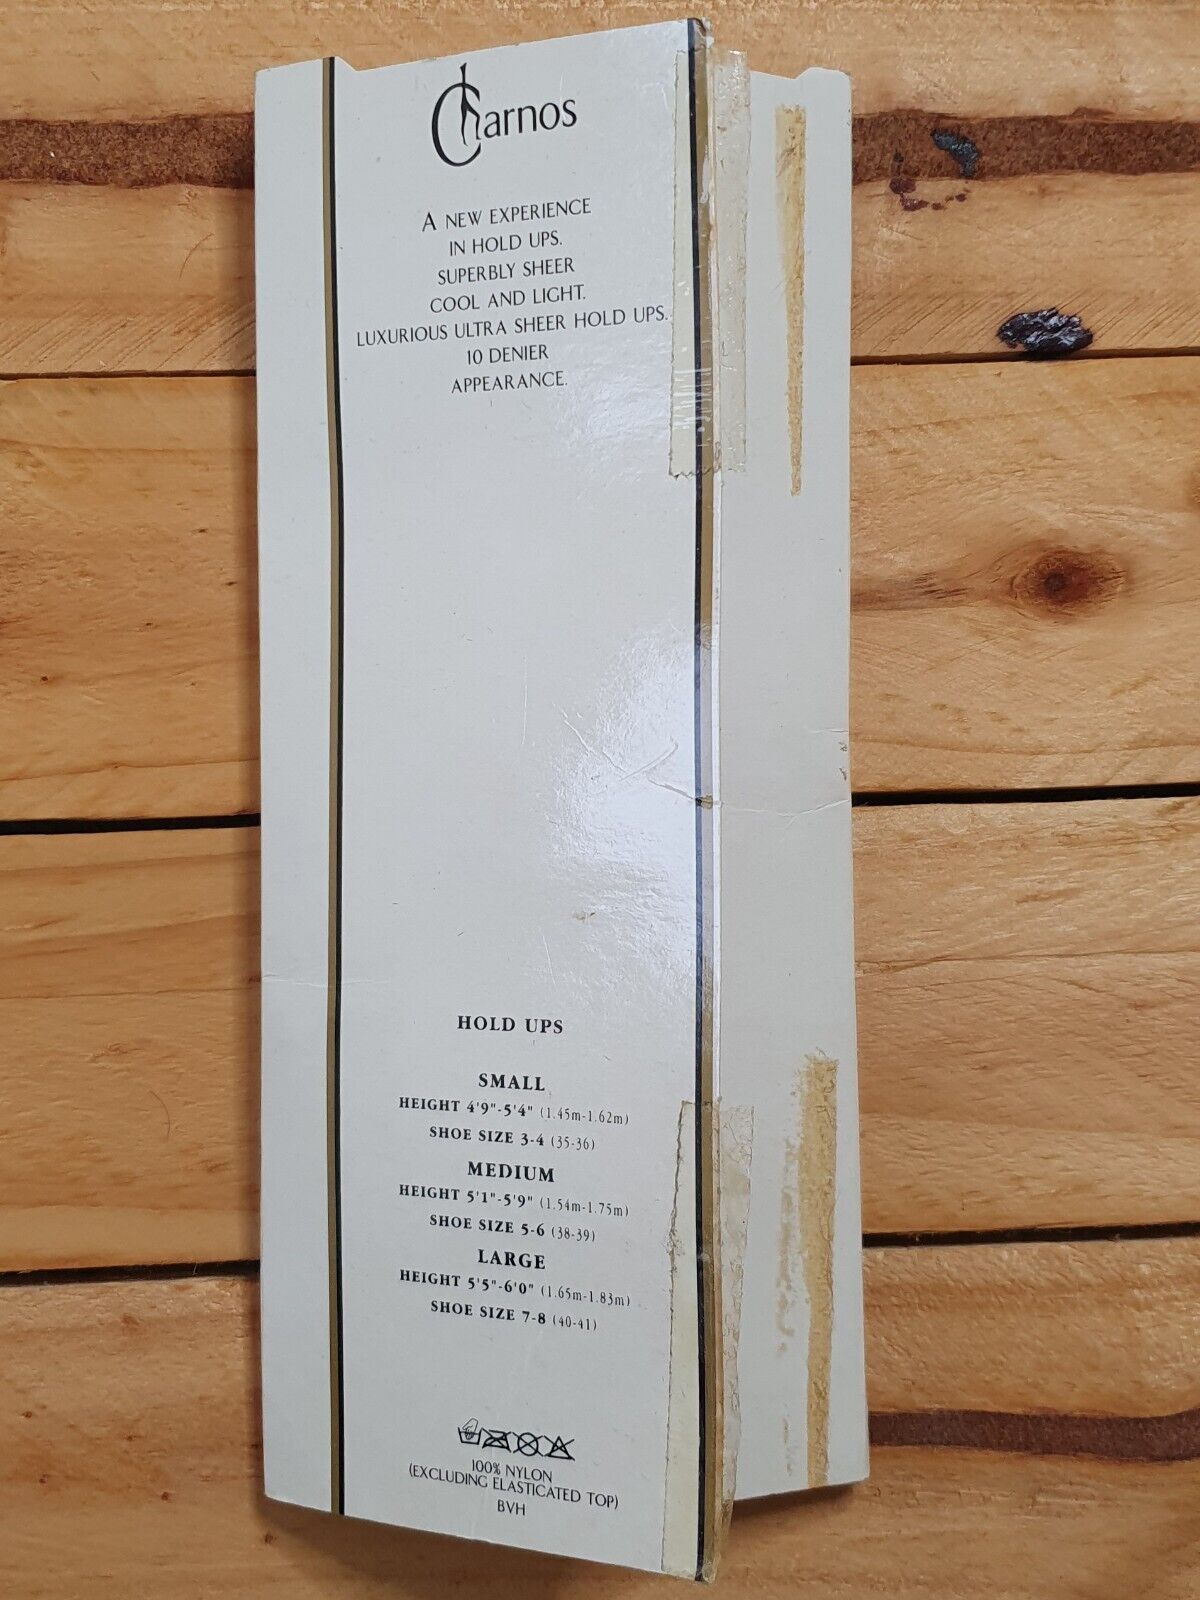 Charnos
A NEW EXPERIENCE
IN HOLD UPS.
SUPERBLY SHEER
COOL AND LIGHT.
LUXURIOUS ULTRA SHEER HOLD UPS.
10 DENIER
APPEARANCE.
HOLD UPS
SMALL
HEIGHT 4'9"-5'4" (1.45m-1.62m)
SHOE SIZE 3-4 (35-36)
MEDIUM
HEIGHT 5'1"-5'9" (1.54m-1.75m)
SHOE SIZE 5-6 (38-39)
LARGE
HEIGHT 5'5"-6'0" (1.65m-1.83m)
SHOE SIZE 7-8 (40-41)
100% NYLON
(EXCLUDING ELASTICATED TOP)
BVH